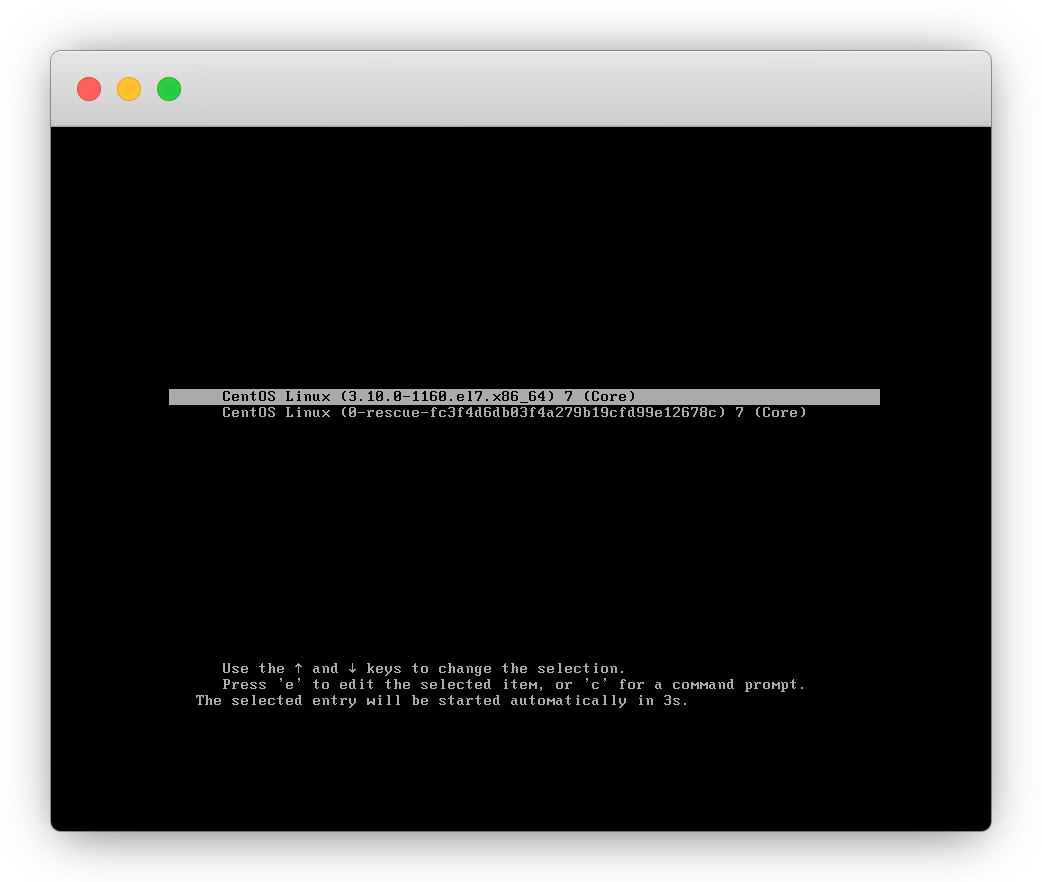 CentOS Linux (3.10.0-1160.el7.x86_64) 7 (Core)
CentOS Linux (0-rescue-fc3f4d6db03f4a279b19cfd99e12678c) 7 (Core)
Use the ↑ and ↓ keys to change the selection.
Press 'e' to edit the selected item, or 'c' for a command prompt.
The selected entry will be started automatically in 3s.